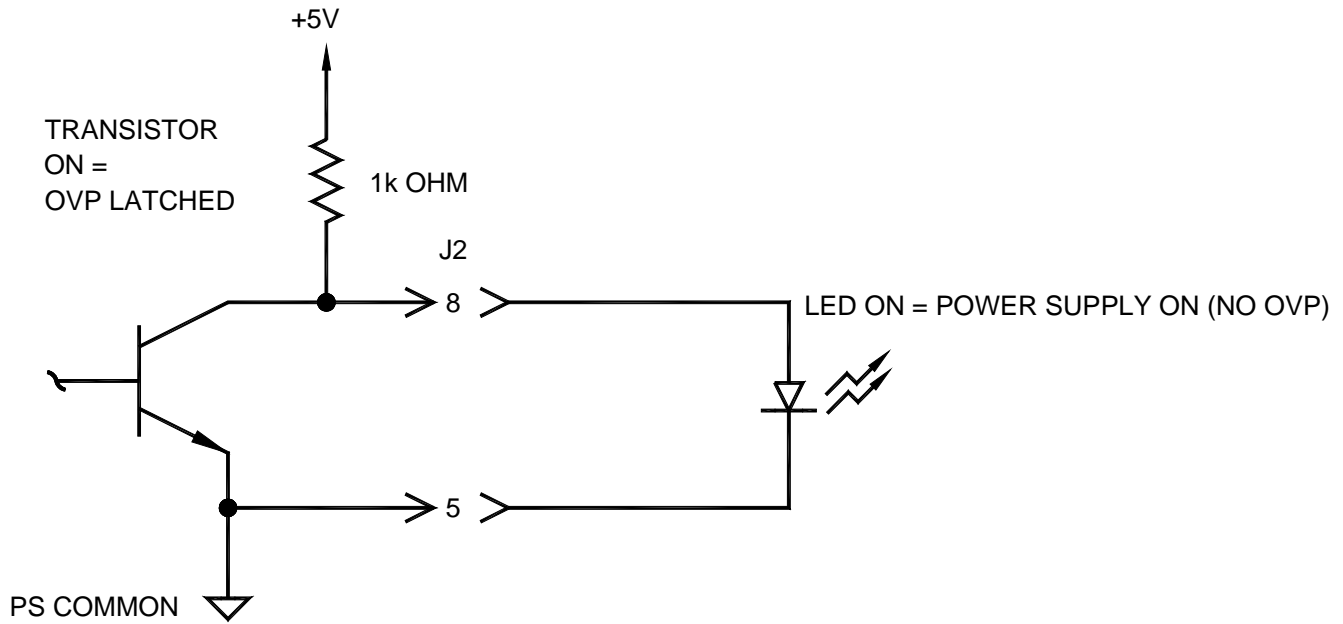 +5V
TRANSISTOR
ON =
OVP LATCHED
1k OHM
J2
8
LED ON = POWER SUPPLY ON (NO OVP)
5
PS COMMON